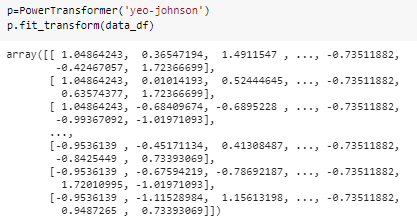 p=PowerTransformer('yeo-johnson')
p.fit_transform(data_df)
array([[ 1.04864243,  0.36547194,  1.4911547 , ..., -0.73511882,
        -0.42467057,  1.72366699],
       [ 1.04864243,  0.01014193,  0.52444645, ..., -0.73511882,
         0.63574377,  1.72366699],
       [ 1.04864243, -0.68409674, -0.6895228 , ..., -0.73511882,
        -0.99367092, -1.01971093],
       ...,
       [-0.9536139 , -0.45171134,  0.41308487, ..., -0.73511882,
        -0.8425449 ,  0.73393069],
       [-0.9536139 , -0.67594219, -0.78692187, ..., -0.73511882,
         1.72010995, -1.01971093],
       [-0.9536139 , -1.11528984,  1.15613198, ..., -0.73511882,
         0.9487265 ,  0.73393069]])